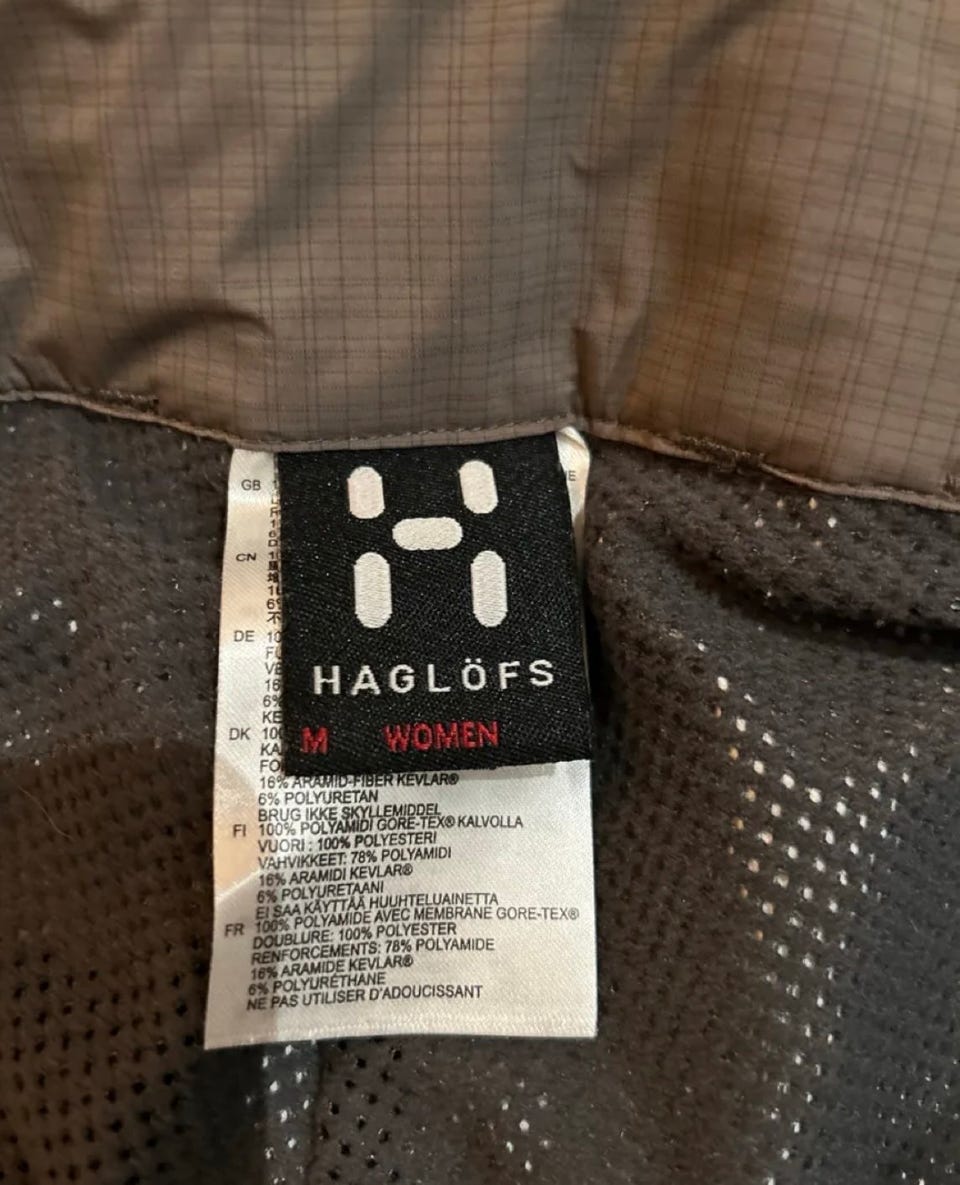 HAGLÖFS
M WOMEN
GB
CN
DE
DK
16% ARAMID-FIBER KEVLAR®
6% POLYURETAN
BRUG IKKE SKYLLEMIDDEL
FI 100% POLYAMIDI GORE-TEX® KALVOLLA
VUORI : 100% POLYESTERI
VAHVIKKEET: 78% POLYAMIDI
16% ARAMIDI KEVLAR®
6% POLYURETAANI
EI SAA KÄYTTÄÄ HUUHTELUAINETTA
FR 100% POLYAMIDE AVEC MEMBRANE GORE-TEX®
DOUBLURE: 100% POLYESTER
RENFORCEMENTS: 78% POLYAMIDE
16% ARAMIDE KEVLAR®
6% POLYURÉTHANE
NE PAS UTILISER D'ADOUCISSANT